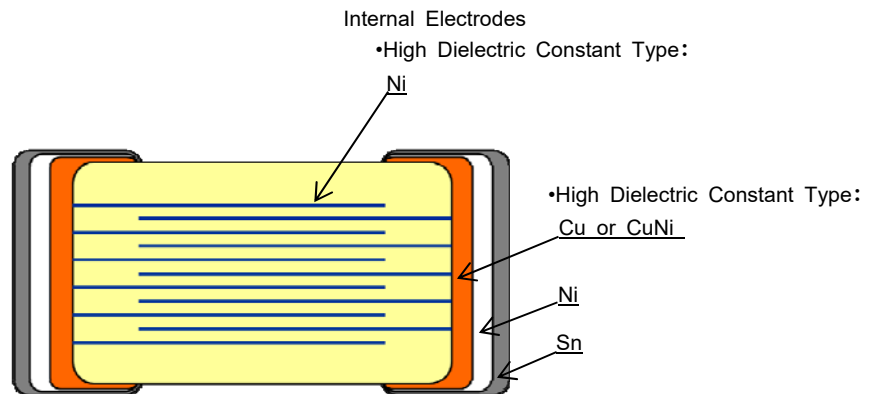 Internal Electrodes
•High Dielectric Constant Type：
Ni
•High Dielectric Constant Type：
Cu or CuNi
Ni
Sn